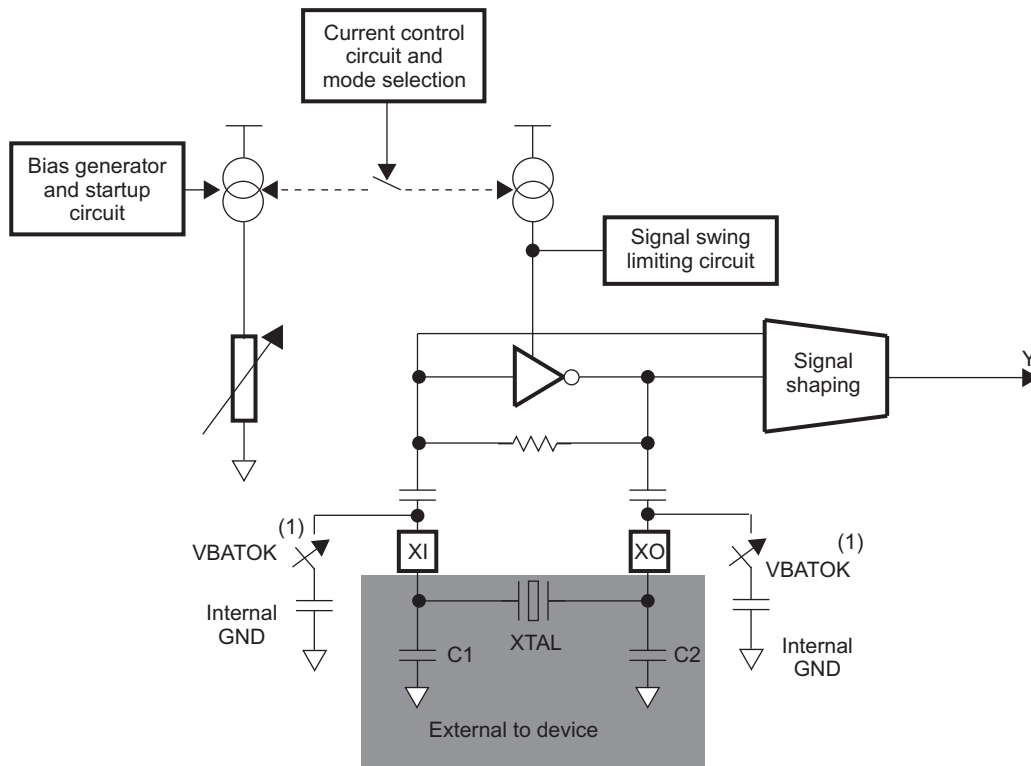 Current control
circuit and
mode selection
Bias generator
and startup
circuit
Signal swing
limiting circuit
Signal
shaping
Y
(1)
VBATOK
XI
XO
(1)
VBATOK
Internal
GND
XTAL
C1
C2
Internal
GND
External to device